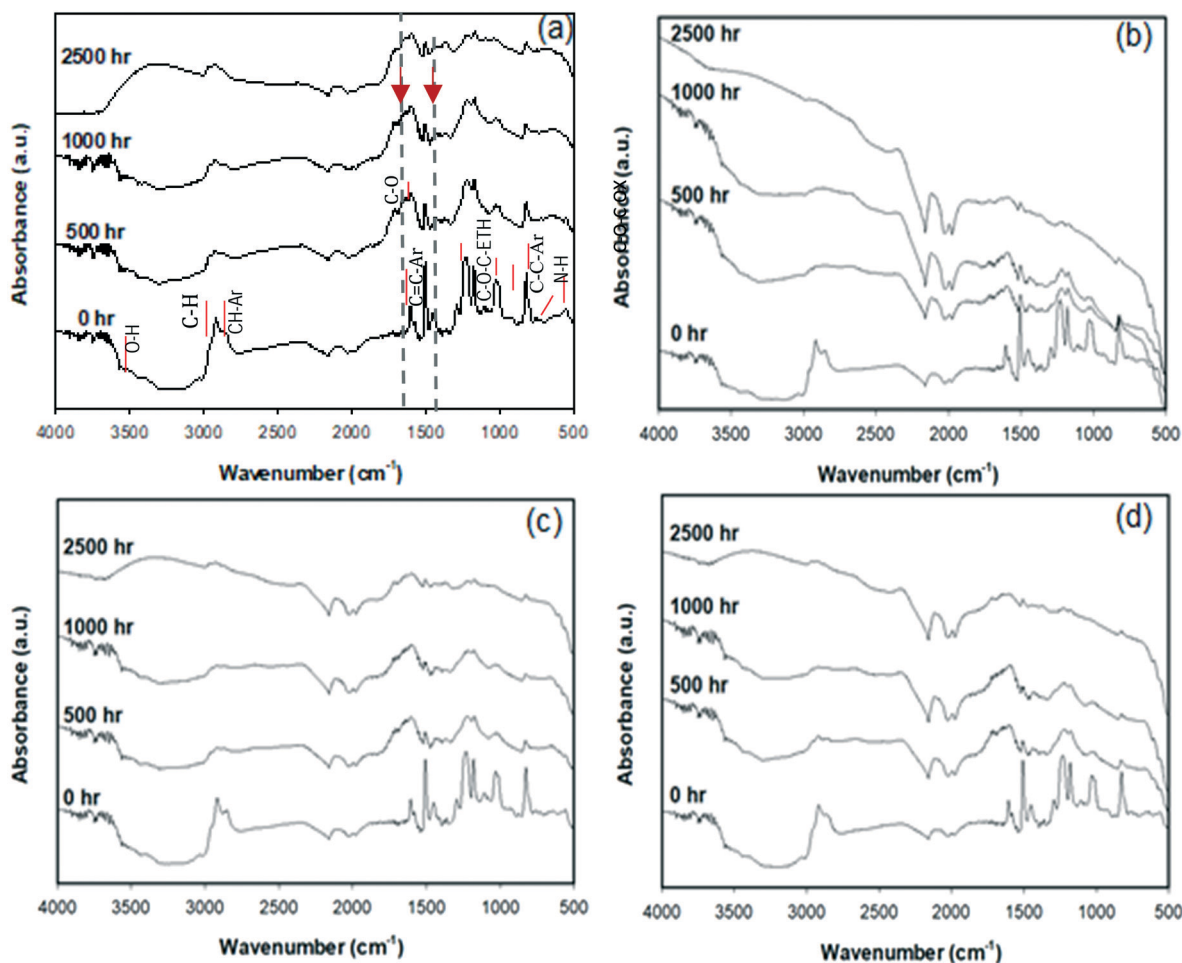 (a)
2500 hr
1000 hr
500 hr
0 hr
O-H
C-H
CH-Ar
C-O
C=C-Ar
C-O-C-ETH
C-C-Ar
N-H
Absorbance (a.u.)
4000 3500 3000 2500 2000 1500 1000 500
Wavenumber (cm⁻¹)
(b)
2500 hr
1000 hr
500 hr
0 hr
Absorbance (a.u.)
4000 3500 3000 2500 2000 1500 1000 500
Wavenumber (cm⁻¹)
(c)
2500 hr
1000 hr
500 hr
0 hr
Absorbance (a.u.)
4000 3500 3000 2500 2000 1500 1000 500
Wavenumber (cm⁻¹)
(d)
2500 hr
1000 hr
500 hr
0 hr
Absorbance (a.u.)
4000 3500 3000 2500 2000 1500 1000 500
Wavenumber (cm⁻¹)